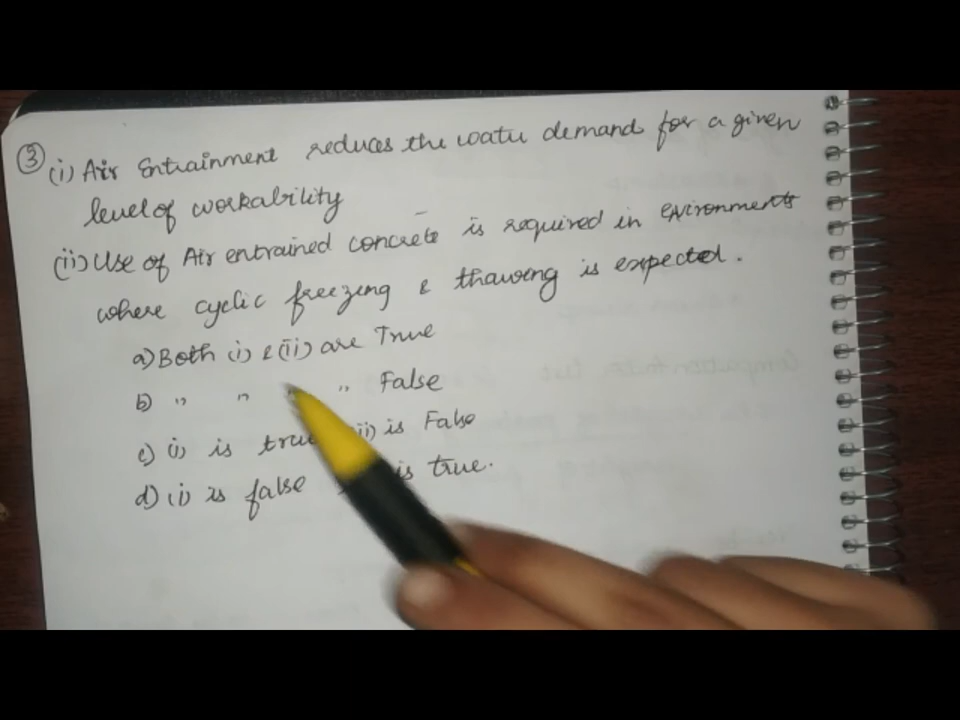 ③ (i) Air Entrainment reduces the water demand for a given
level of workability
(ii) Use of Air entrained concrete is required in evironments
where cyclic freezing & thawing is expected.
a) Both (i) & (ii) are True
b) " " " False
c) (i) is true (ii) is False
d) (i) is false is true.